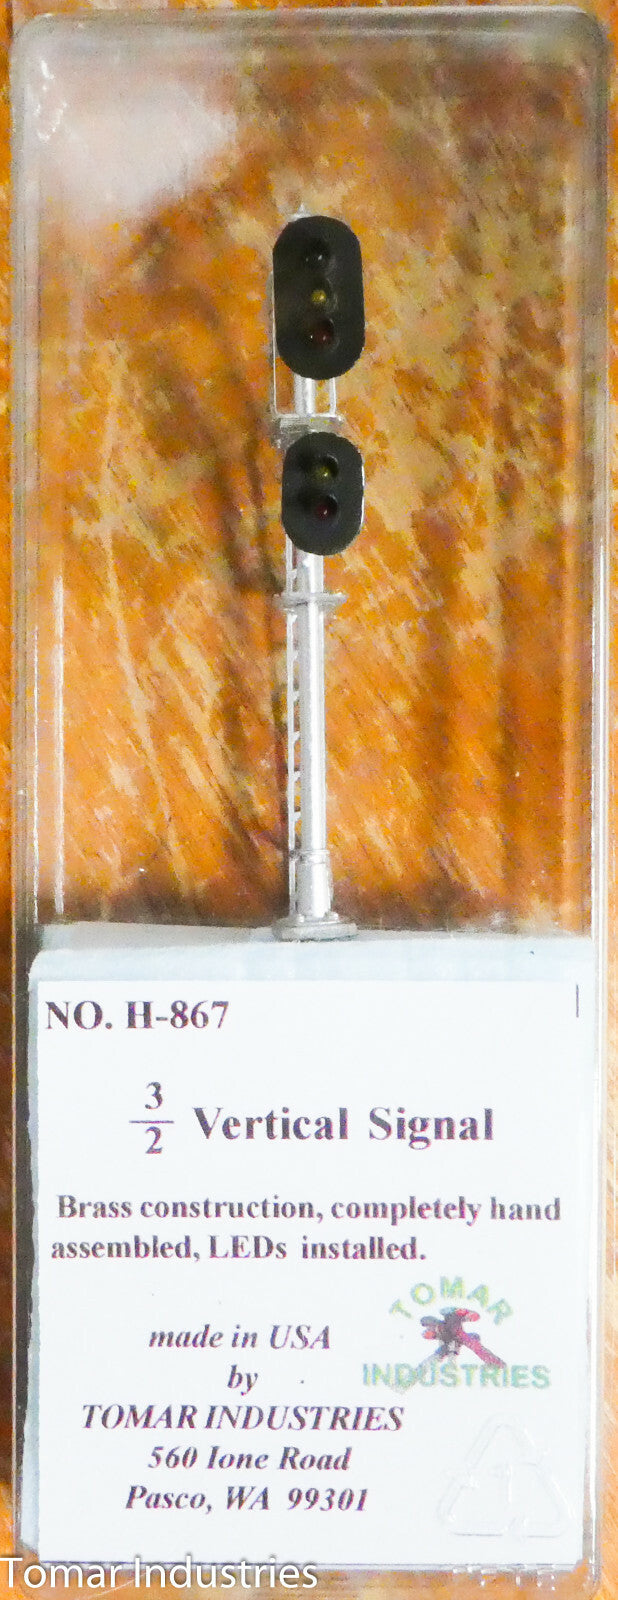 NO. H-867
3
2 Vertical Signal
Brass construction, completely hand
assembled, LEDs installed.
TOMAR
INDUSTRIES
made in USA
by
TOMAR INDUSTRIES
560 Ione Road
Pasco, WA 99301
1
Tomar Industries